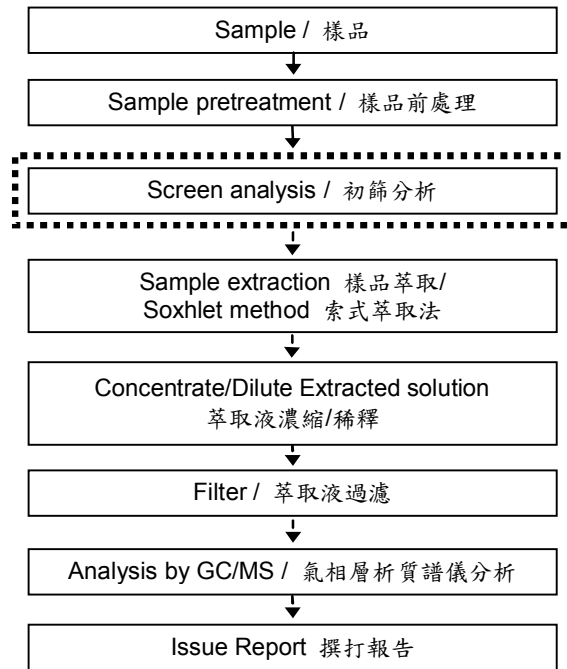 Sample / 樣品
Sample pretreatment / 樣品前處理
Screen analysis / 初篩分析
Sample extraction 樣品萃取/
Soxhlet method 索式萃取法
Concentrate/Dilute Extracted solution
萃取液濃縮/稀釋
Filter / 萃取液過濾
Analysis by GC/MS / 氣相層析質譜儀分析
Issue Report 撰打報告